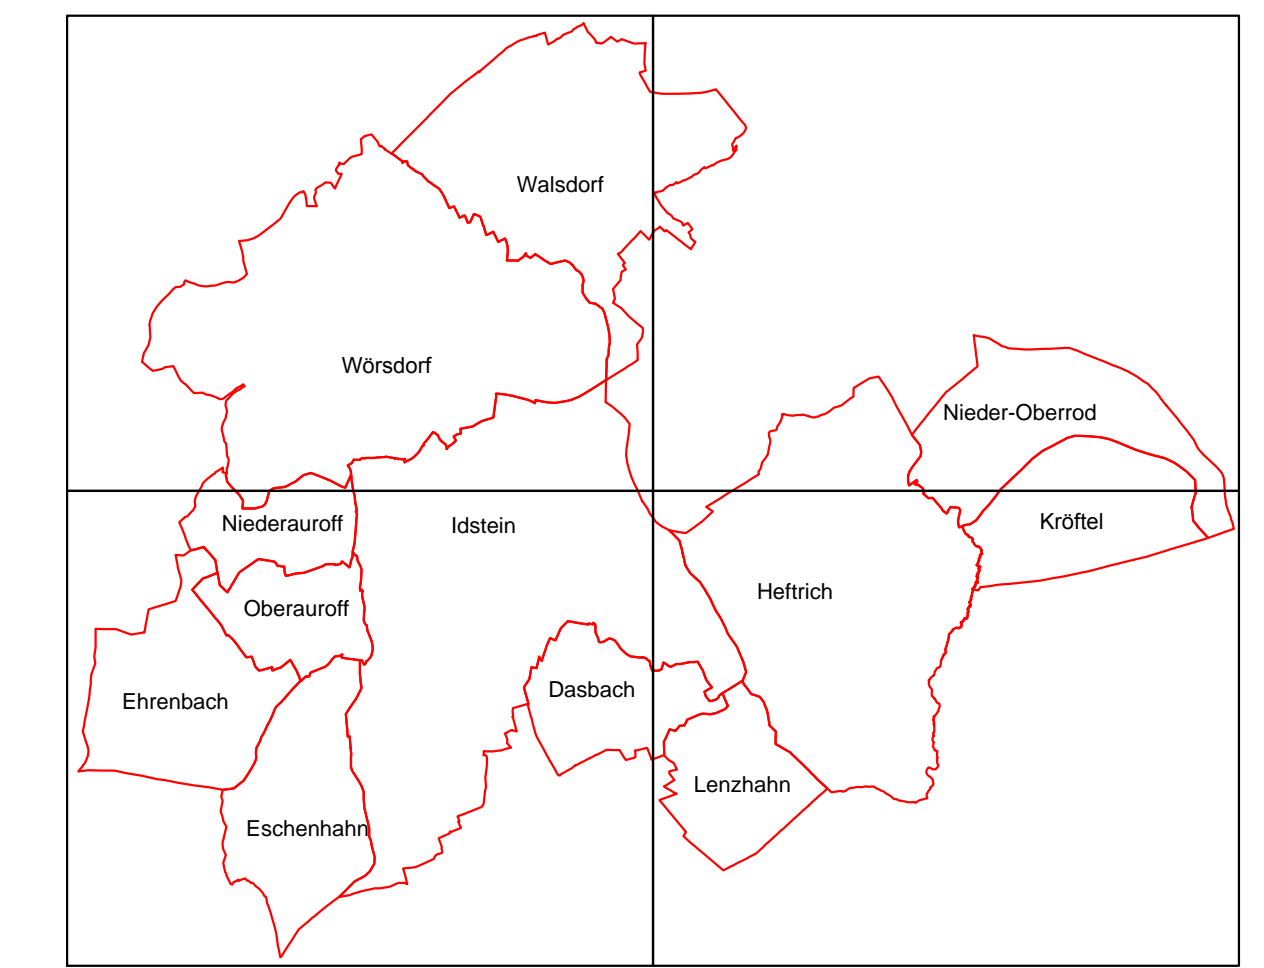 Walsdorf
Wörsdorf
Nieder-Oberrod
Niederauroff
Idstein
Kröftel
Heftrich
Oberauroff
Dasbach
Ehrenbach
Lenzhahn
Eschenhahn